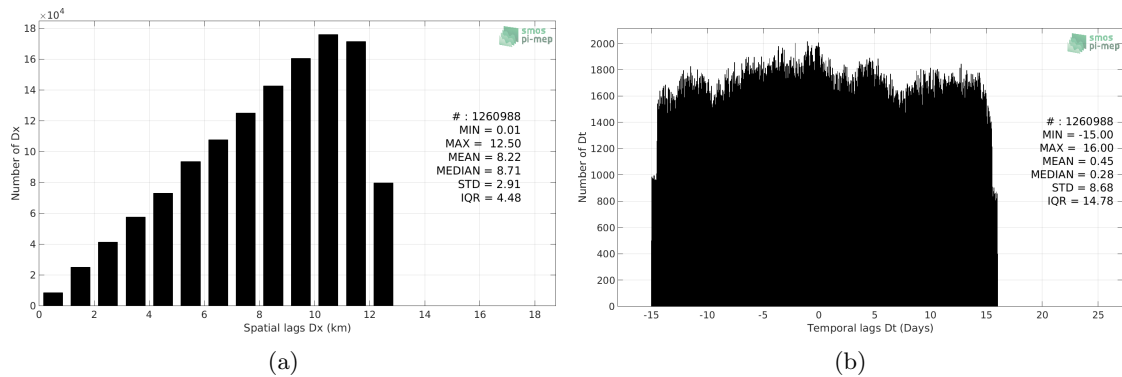 ×10⁴
18
16
14
12
10
8
6
4
2
0
Number of Dx
0 2 4 6 8 10 12 14 16 18
Spatial lags Dx (km)
smos
pi-mep
# : 1260988
MIN = 0.01
MAX = 12.50
MEAN = 8.22
MEDIAN = 8.71
STD = 2.91
IQR = 4.48
(a)
2000
1800
1600
1400
1200
1000
800
600
400
200
0
Number of Dt
-15 -10 -5 0 5 10 15 20 25
Temporal lags Dt (Days)
smos
pi-mep
# : 1260988
MIN = -15.00
MAX = 16.00
MEAN = 0.45
MEDIAN = 0.28
STD = 8.68
IQR = 14.78
(b)